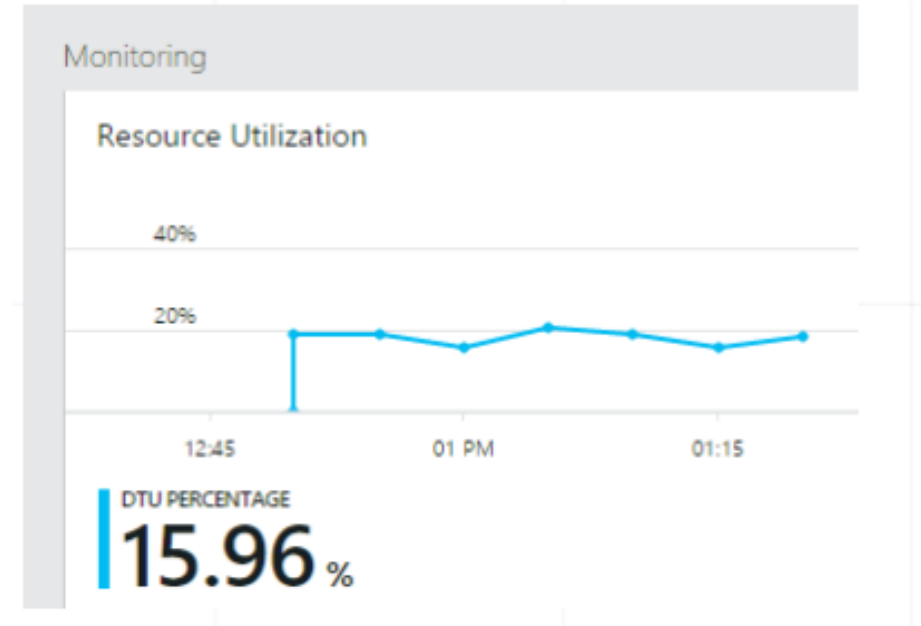 Monitoring
Resource Utilization
40%
20%
12:45 01 PM 01:15
DTU PERCENTAGE
15.96 %